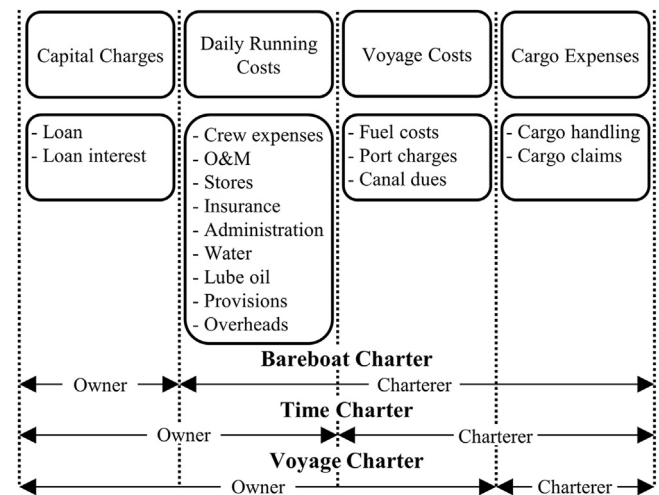 Capital Charges
Daily Running
Costs
Voyage Costs
Cargo Expenses
- Loan
- Loan interest
- Crew expenses
- O&M
- Stores
- Insurance
- Administration
- Water
- Lube oil
- Provisions
- Overheads
- Fuel costs
- Port charges
- Canal dues
- Cargo handling
- Cargo claims
Bareboat Charter
Owner
Charterer
Time Charter
Owner
Charterer
Voyage Charter
Owner
Charterer